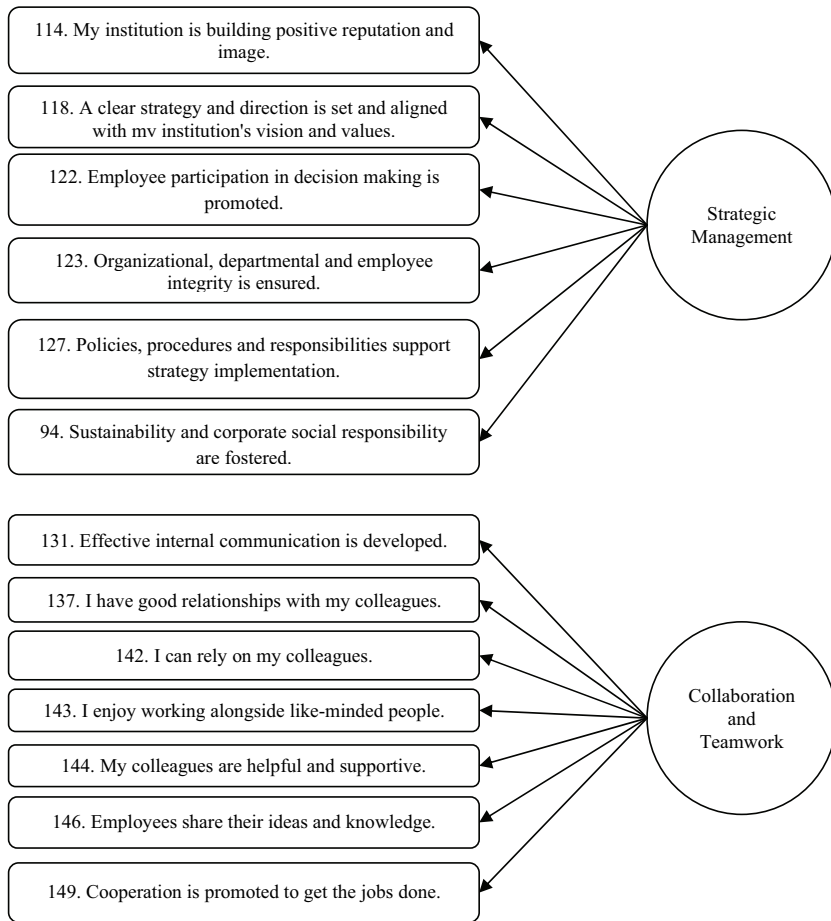 114. My institution is building positive reputation and
image.
118. A clear strategy and direction is set and aligned
with mv institution's vision and values.
122. Employee participation in decision making is
promoted.
123. Organizational, departmental and employee
integrity is ensured.
127. Policies, procedures and responsibilities support
strategy implementation.
94. Sustainability and corporate social responsibility
are fostered.
Strategic
Management
131. Effective internal communication is developed.
137. I have good relationships with my colleagues.
142. I can rely on my colleagues.
143. I enjoy working alongside like-minded people.
144. My colleagues are helpful and supportive.
146. Employees share their ideas and knowledge.
149. Cooperation is promoted to get the jobs done.
Collaboration
and
Teamwork